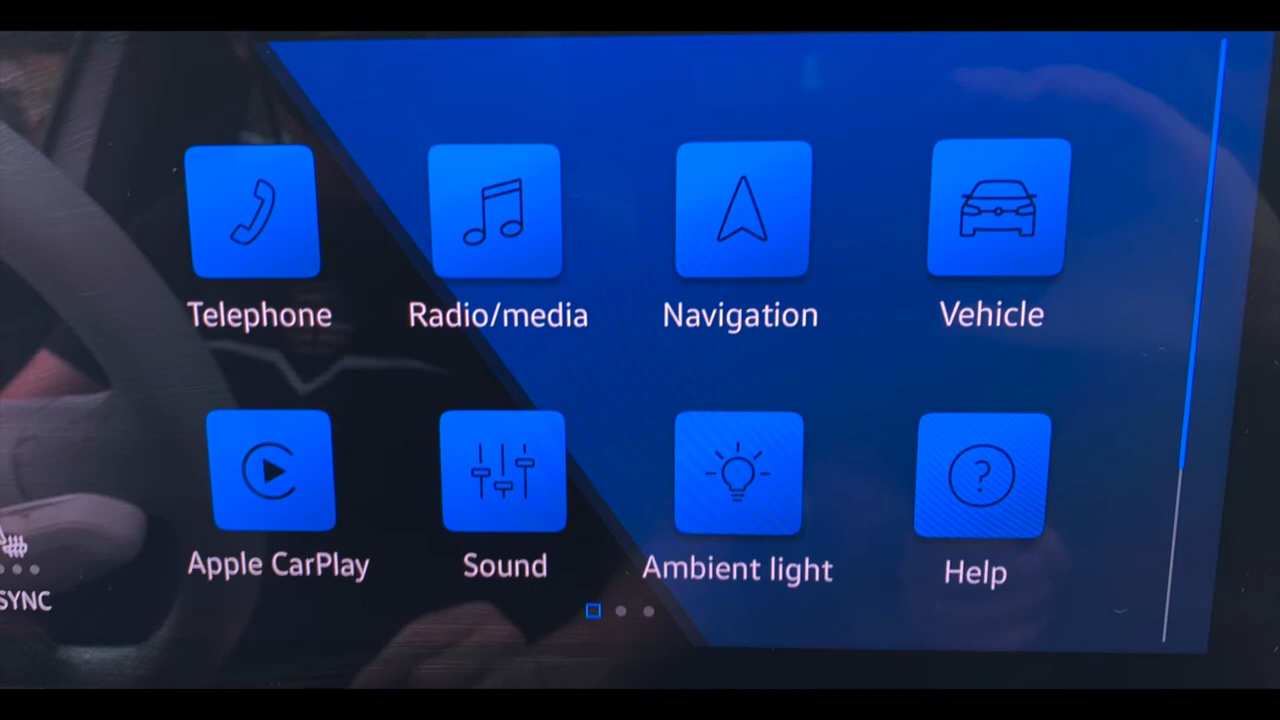 Telephone
Radio/media
Navigation
Vehicle
Apple CarPlay
Sound
Ambient light
Help
SYNC
?